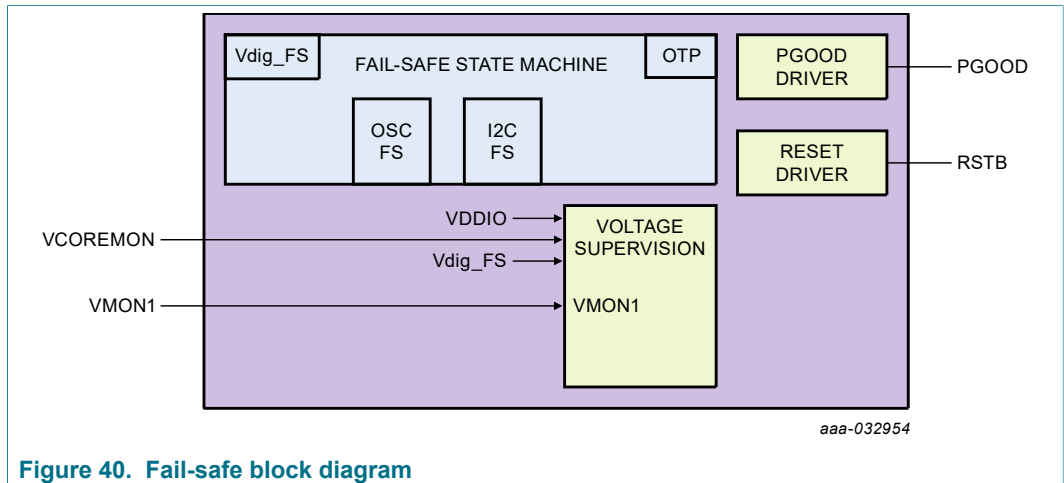 Vdig_FS
FAIL-SAFE STATE MACHINE
OTP
OSC
FS
I2C
FS
PGOOD
DRIVER
PGOOD
RESET
DRIVER
RSTB
VDDIO
VCOREMON
Vdig_FS
VMON1
VOLTAGE
SUPERVISION
VMON1
aaa-032954
Figure 40. Fail-safe block diagram